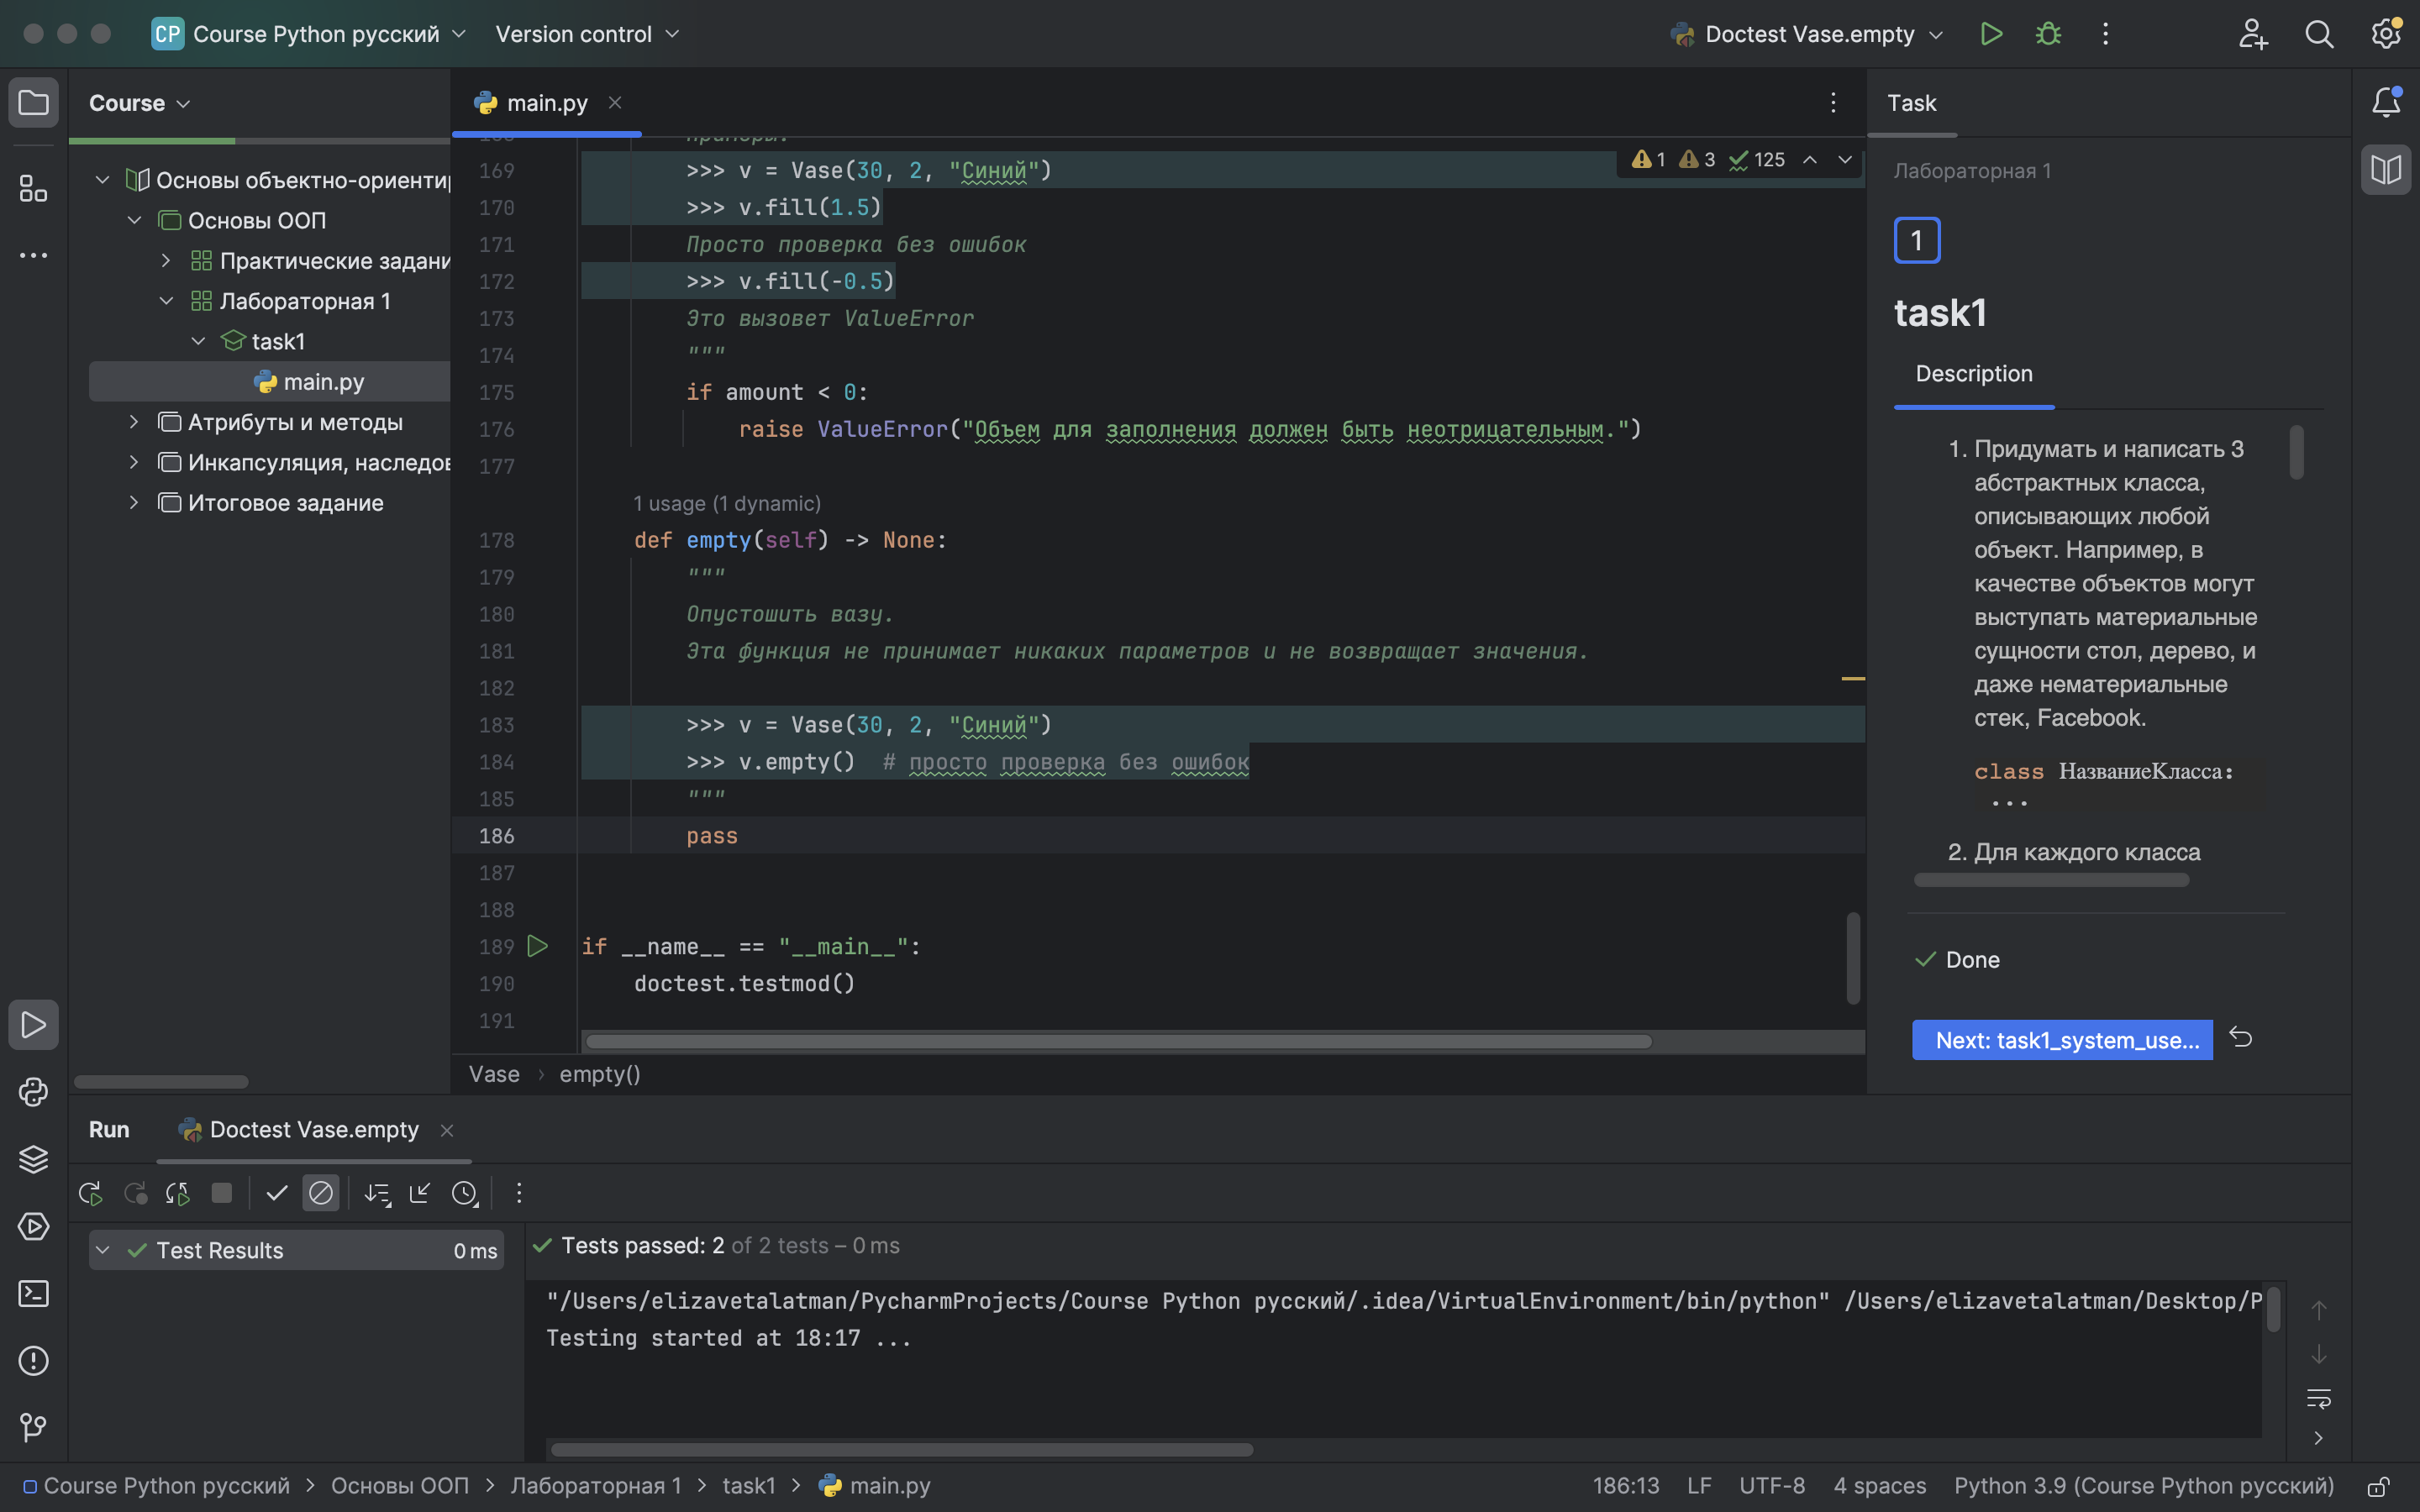 CP Course Python русский
Version control
Doctest Vase.empty
Course
main.py
Task
Основы объектно-ориенти
Основы ООП
Практические задани
Лабораторная 1
task1
main.py
Атрибуты и методы
Инкапсуляция, наследов
Итоговое задание
1 3 125
169 >>> v = Vase(30, 2, "Синий")
170 >>> v.fill(1.5)
171 Просто проверка без ошибок
172 >>> v.fill(-0.5)
173 Это вызовет ValueError
174 """
175 if amount < 0:
176 raise ValueError("Объем для заполнения должен быть неотрицательным.")
177
1 usage (1 dynamic)
178 def empty(self) -> None:
179 """
180 Опустошить вазу.
181 Эта функция не принимает никаких параметров и не возвращает значения.
182
183 >>> v = Vase(30, 2, "Синий")
184 >>> v.empty()  # просто проверка без ошибок
185 """
186 pass
187
188
189 if __name__ == "__main__":
190 doctest.testmod()
191
Vase › empty()
Лабораторная 1
1
task1
Description
1. Придумать и написать 3
абстрактных класса,
описывающих любой
объект. Например, в
качестве объектов могут
выступать материальные
сущности стол, дерево, и
даже нематериальные
стек, Facebook.
class НазваниеКласса:
...
2. Для каждого класса
Done
Next: task1_system_use...
Run
Doctest Vase.empty
Test Results 0 ms
Tests passed: 2 of 2 tests – 0 ms
"/Users/elizavetalatman/PycharmProjects/Course Python русский/.idea/VirtualEnvironment/bin/python" /Users/elizavetalatman/Desktop/P
Testing started at 18:17 ...
Course Python русский > Основы ООП > Лабораторная 1 > task1 > main.py
186:13 LF UTF-8 4 spaces Python 3.9 (Course Python русский)